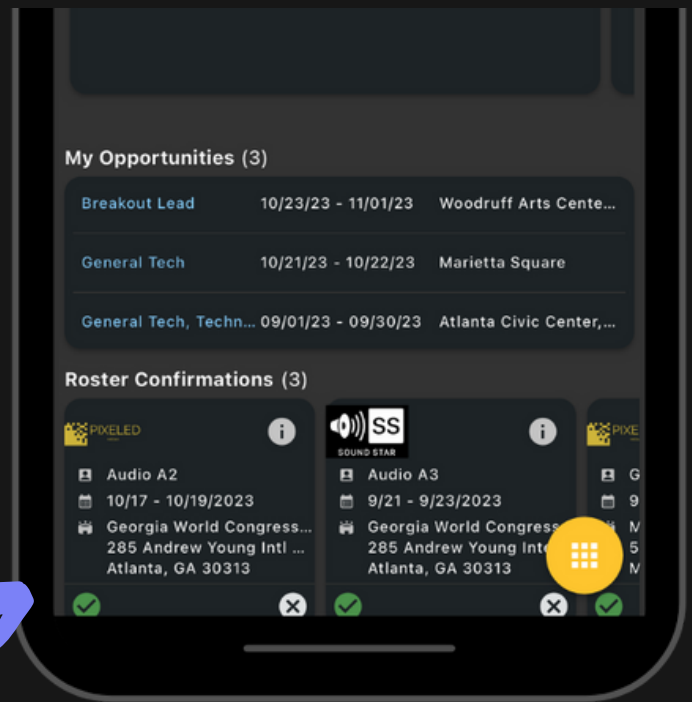 My Opportunities (3)
Breakout Lead 10/23/23 - 11/01/23 Woodruff Arts Cente...
General Tech 10/21/23 - 10/22/23 Marietta Square
General Tech, Techn... 09/01/23 - 09/30/23 Atlanta Civic Center,...
Roster Confirmations (3)
PIXELED
Audio A2
10/17 - 10/19/2023
Georgia World Congress...
285 Andrew Young Intl ...
Atlanta, GA 30313
SS
SOUND STAR
Audio A3
9/21 - 9/23/2023
Georgia World Congress
285 Andrew Young Int
Atlanta, GA 30313
PIXE
G
9
M
5
M